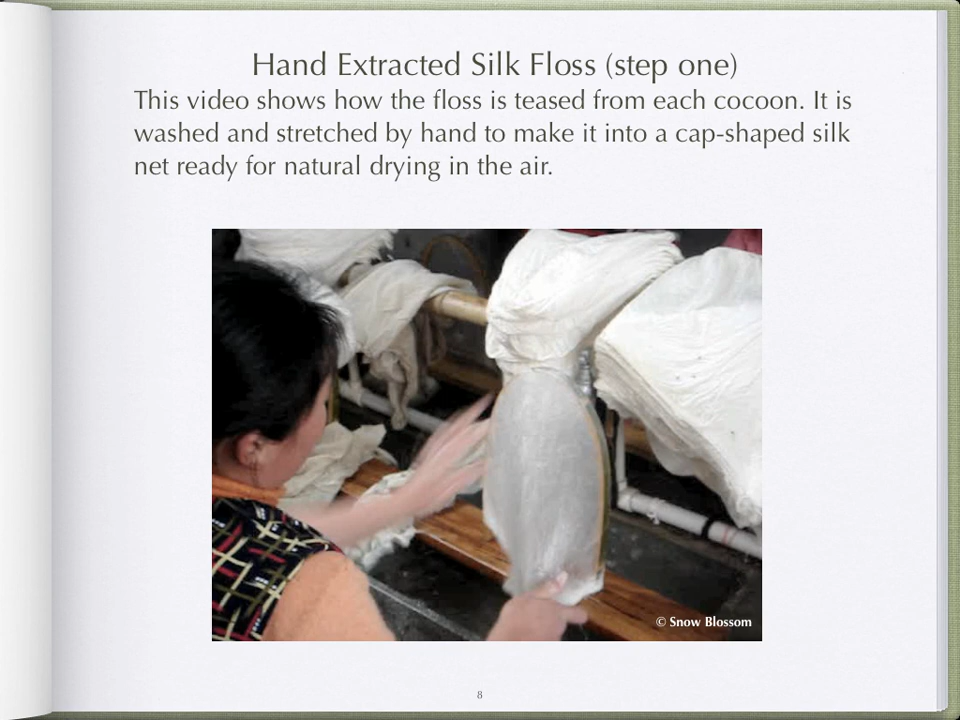 Hand Extracted Silk Floss (step one)
This video shows how the floss is teased from each cocoon. It is
washed and stretched by hand to make it into a cap-shaped silk
net ready for natural drying in the air.
© Snow Blossom
8